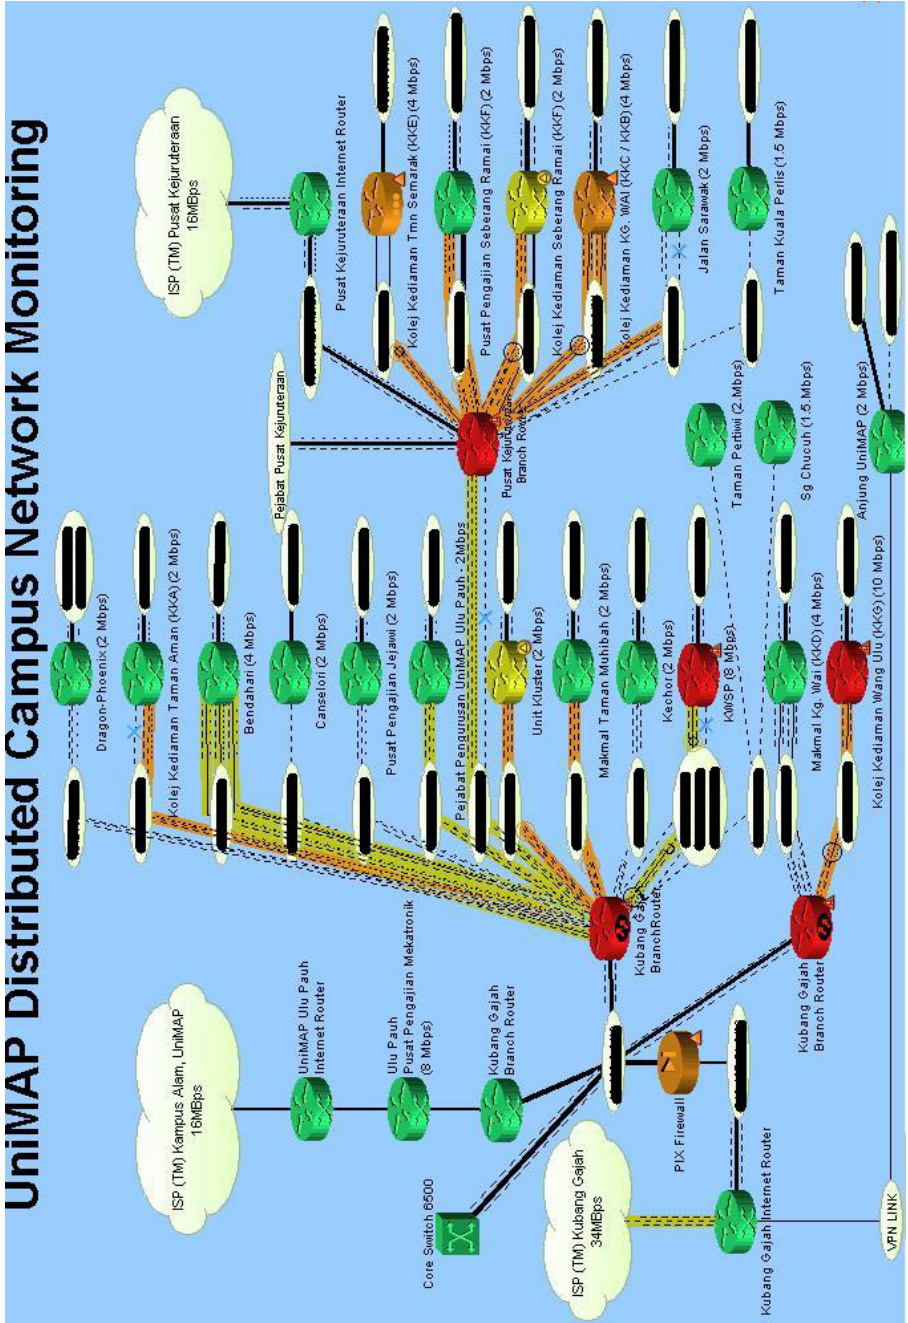 UniMAP Distributed Campus Network Monitoring
ISP (TM) Kampus Alam, UniMAP
16MBps
UniMAP Ulu Pauh
Internet Router
Ulu Pauh
Pusat Pengajian Mekatronik
(8 Mbps)
Kubang Gajah
Branch Router
Core Switch 6500
ISP (TM) Kubang Gajah
34MBps
PIX Firewall
Kubang Gajah Internet Router
VPN LINK
Kubang Gajah
BranchRouter
Kubang Gajah
Branch Router
Dragon-Phoenix (2 Mbps)
Kolej Kediaman Taman Aman (KKA) (2 Mbps)
Bendahari (4 Mbps)
Canselori (2 Mbps)
Pusat Pengajian Jejawi (2 Mbps)
Pejabat Pengurusan UniMAP Ulu Pauh - 2Mbps
Unit Kluster (2 Mbps)
Makmal Taman Muhibah (2 Mbps)
Kechor (2 Mbps)
KWSP (8 Mbps)
Makmal Kg. Wai (KKD) (4 Mbps)
Kolej Kediaman Wang Ulu (KKG) (10 Mbps)
Taman Pertiwi (2.Mbps)
Sg Chucuh (1.5.Mbps)
Anjung UniMAP (2 Mbps)
Pejabat Pusat Kejuruteraan
Pusat Kejuruteraan
Branch Router
ISP (TM) Pusat Kejuruteraan
16MBps
Pusat Kejuruteraan Internet Router
Kolej Kediaman Tmn Semarak (KKE) (4 Mbps)
Pusat Pengajian Seberang Ramai (KKF) (2 Mbps)
Kolej Kediaman Seberang Ramai (KKF) (2 Mbps)
Kolej Kediaman KG. WAI (KKC / KKB) (4 Mbps)
Jalan Sarawak (2 Mbps)
Taman Kuala Perlis (1.5 Mbps)